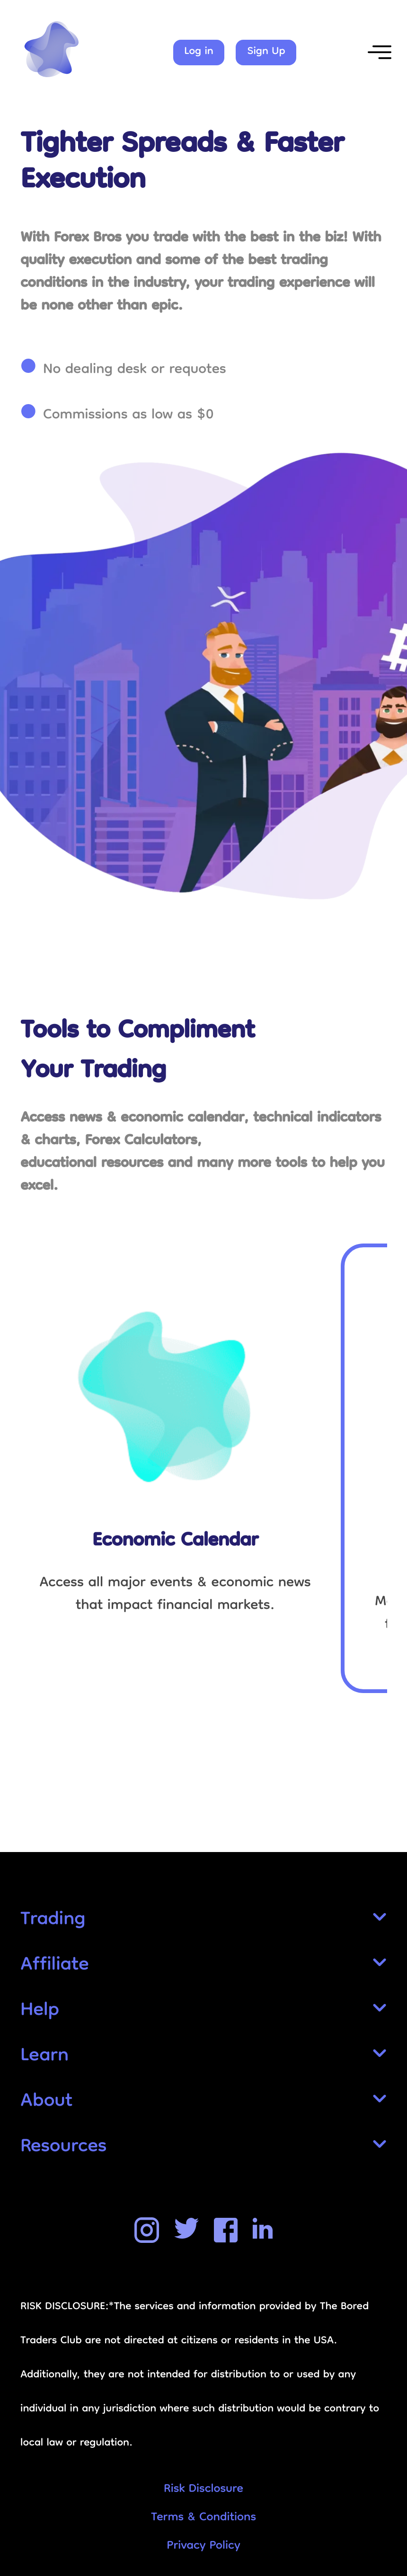 Log in
Sign Up
Tighter Spreads & Faster
Execution
With Forex Bros you trade with the best in the biz! With
quality execution and some of the best trading
conditions in the industry, your trading experience will
be none other than epic.
No dealing desk or requotes
Commissions as low as $0
Tools to Compliment
Your Trading
Access news & economic calendar, technical indicators
& charts, Forex Calculators,
educational resources and many more tools to help you
excel.
Economic Calendar
Access all major events & economic news
that impact financial markets.
Trading
Affiliate
Help
Learn
About
Resources
RISK DISCLOSURE:*The services and information provided by The Bored
Traders Club are not directed at citizens or residents in the USA.
Additionally, they are not intended for distribution to or used by any
individual in any jurisdiction where such distribution would be contrary to
local law or regulation.
Risk Disclosure
Terms & Conditions
Privacy Policy